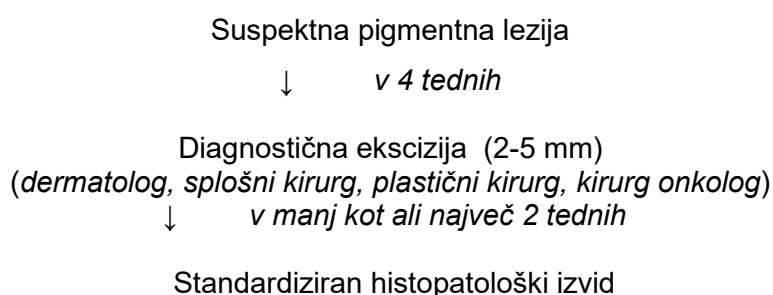 Suspektna pigmentna lezija
↓ v 4 tednih
Diagnostična ekscizija (2-5 mm)
(dermatolog, splošni kirurg, plastični kirurg, kirurg onkolog)
↓ v manj kot ali največ 2 tednih
Standardiziran histopatološki izvid